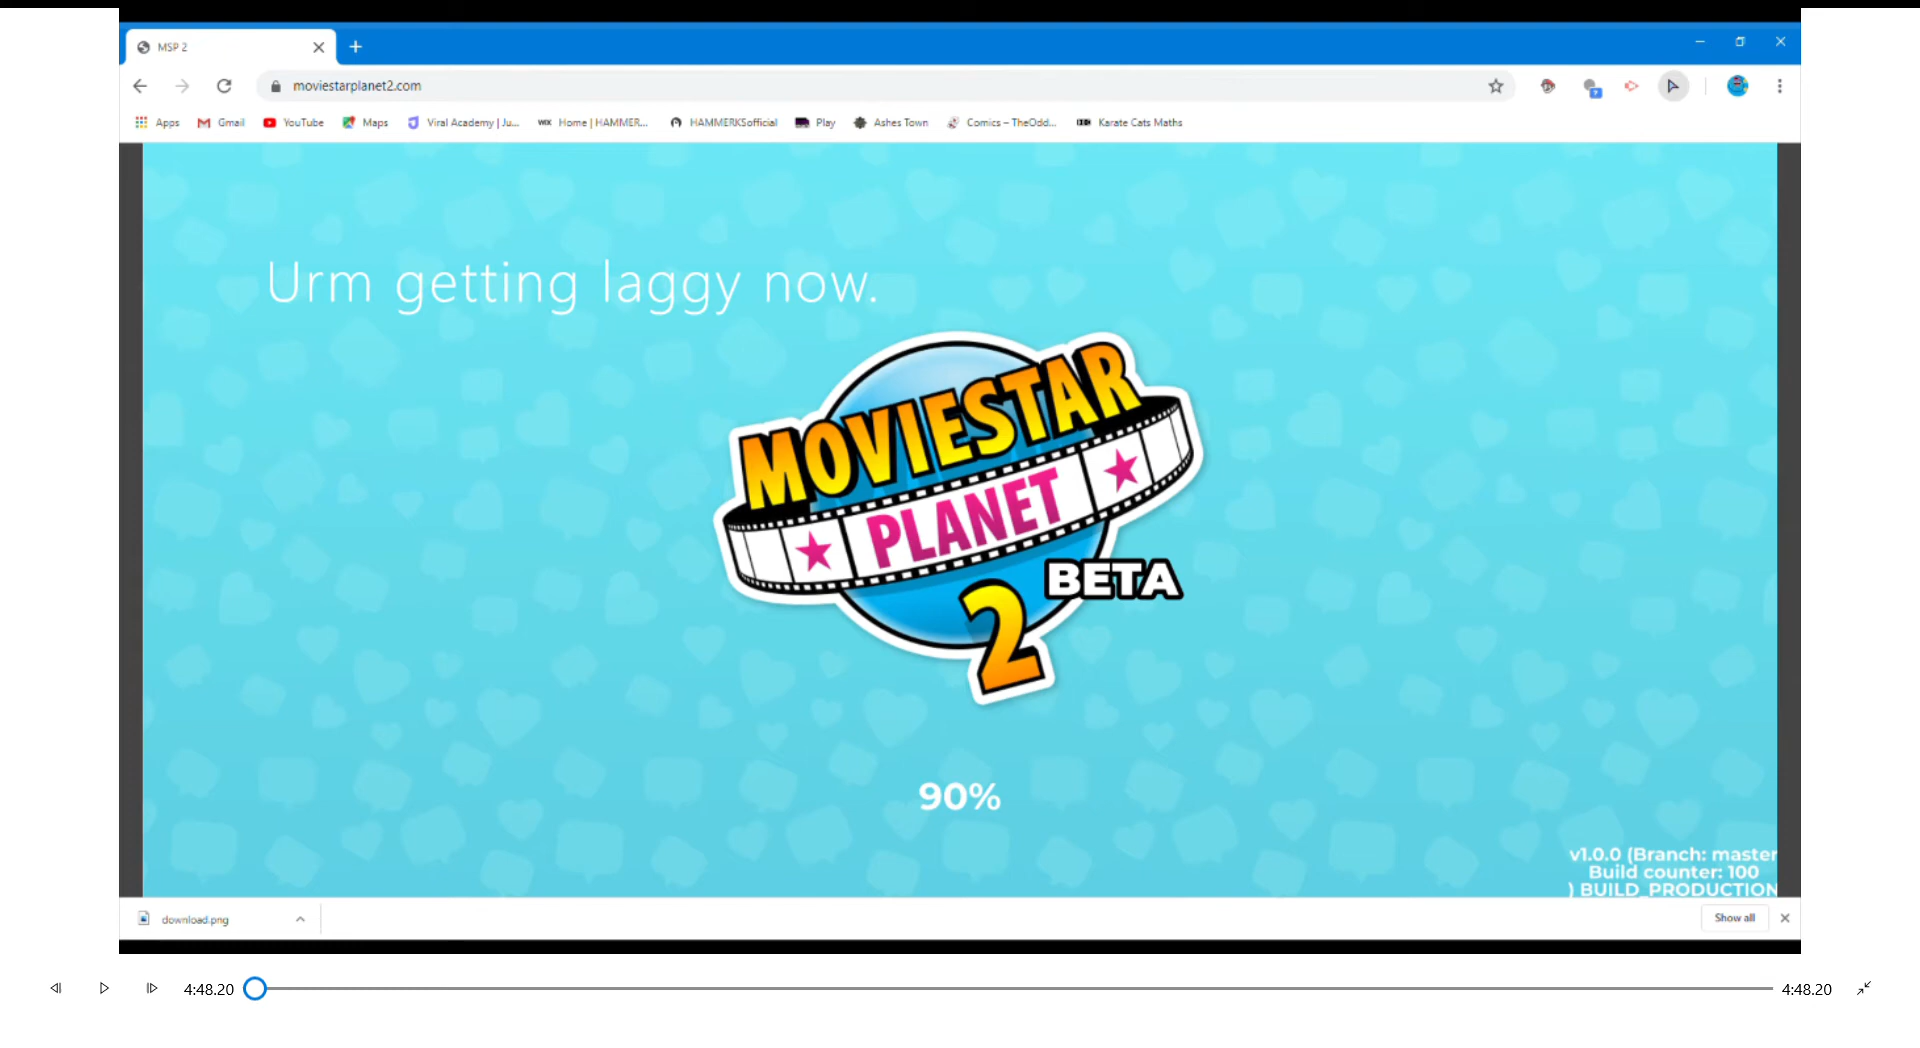 MSP 2
moviestarplanet2.com
Apps
Gmail
YouTube
Maps
Viral Academy | Ju...
WIX
Home | HAMMER...
HAMMERKSofficial
Play
Ashes Town
Comics – TheOdd...
Karate Cats Maths
Urm getting laggy now.
MOVIESTAR
PLANET
2
BETA
90%
v1.0.0 (Branch: master
Build counter: 100
) BUILD_PRODUCTION
download.png
Show all
4:48.20
4:48.20